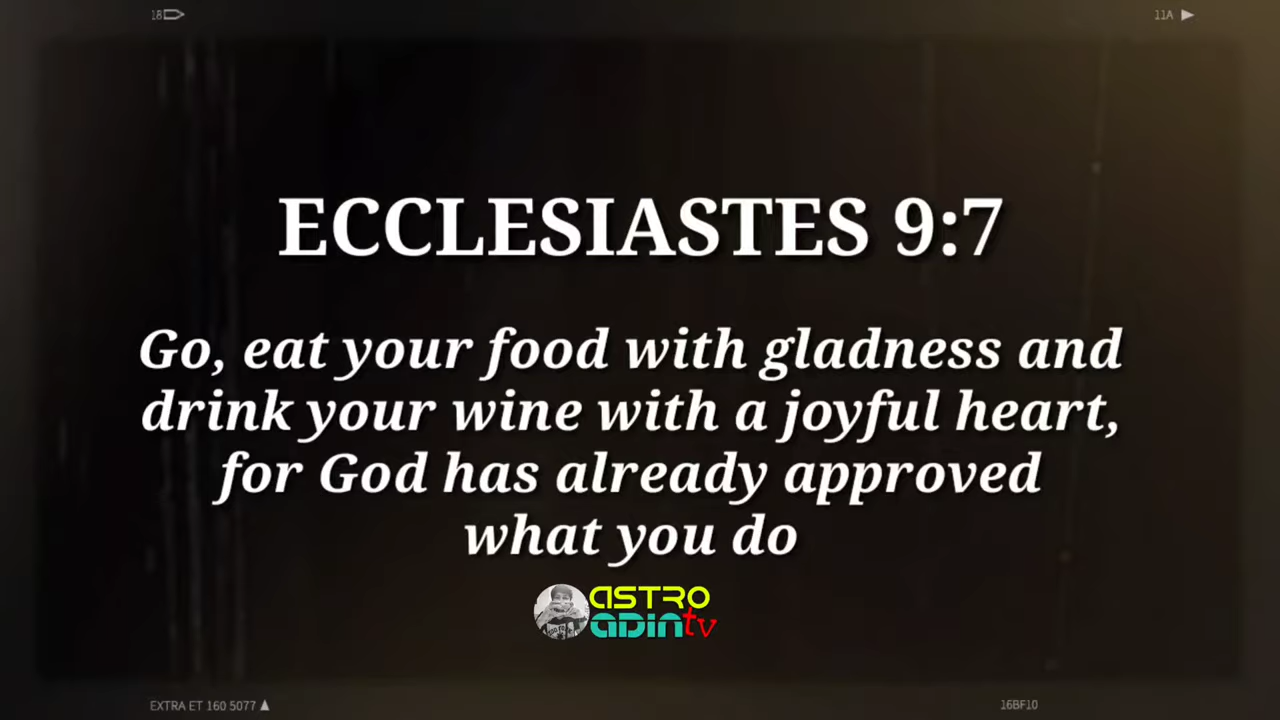 18
11A
ECCLESIASTES 9:7
Go, eat your food with gladness and
drink your wine with a joyful heart,
for God has already approved
what you do
ASTRO
ADIN tv
EXTRA ET 160 5077
16BF10